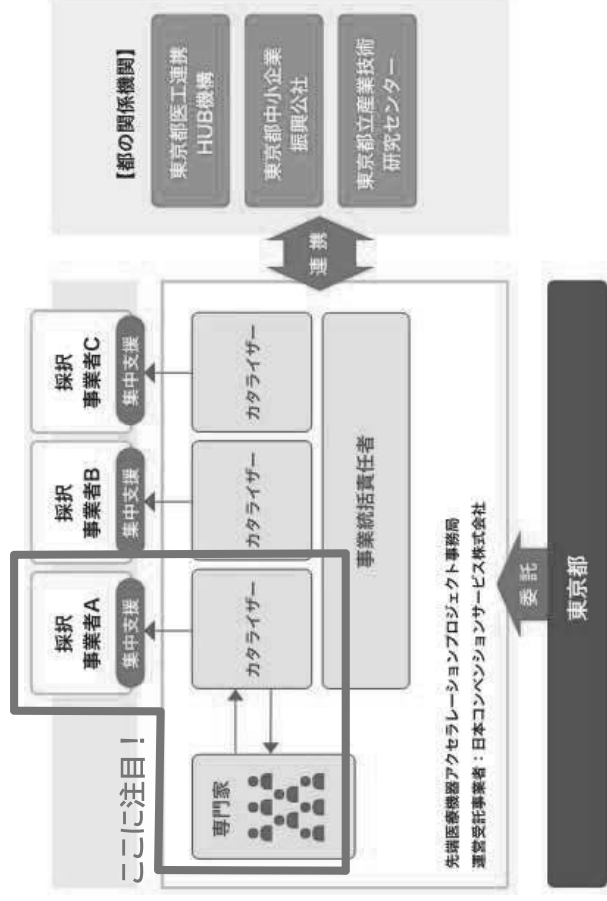 採択
事業者A
集中支援
採択
事業者B
集中支援
採択
事業者C
集中支援
ここに注目!
専門家
カタライザー
カタライザー
カタライザー
事業統括責任者
先端医療機器アクセラレーションプロジェクト事務局
運営受託事業者:日本コンベンションサービス株式会社
連携
【都の関係機関】
東京都医工連携
HUB機構
東京都中小企業
振興公社
東京都立産業技術
研究センター
委託
東京都